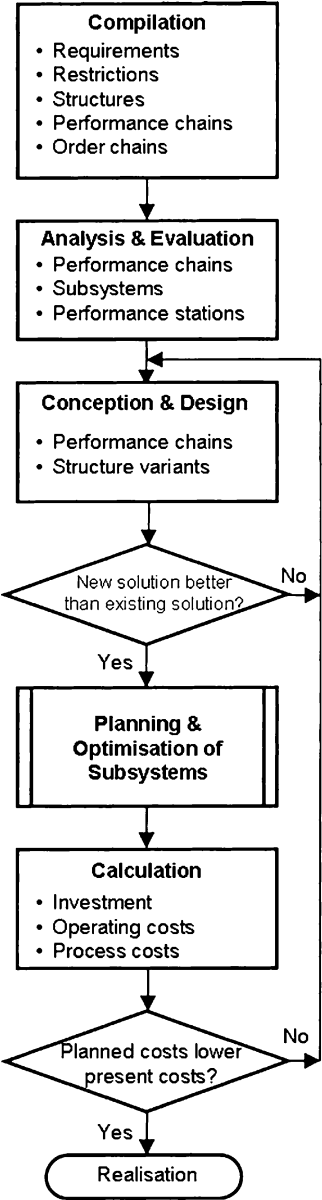 Compilation
• Requirements
• Restrictions
• Structures
• Performance chains
• Order chains
Analysis & Evaluation
• Performance chains
• Subsystems
• Performance stations
Conception & Design
• Performance chains
• Structure variants
New solution better
than existing solution?
No
Yes
Planning &
Optimisation of
Subsystems
Calculation
• Investment
• Operating costs
• Process costs
Planned costs lower
present costs?
No
Yes
Realisation